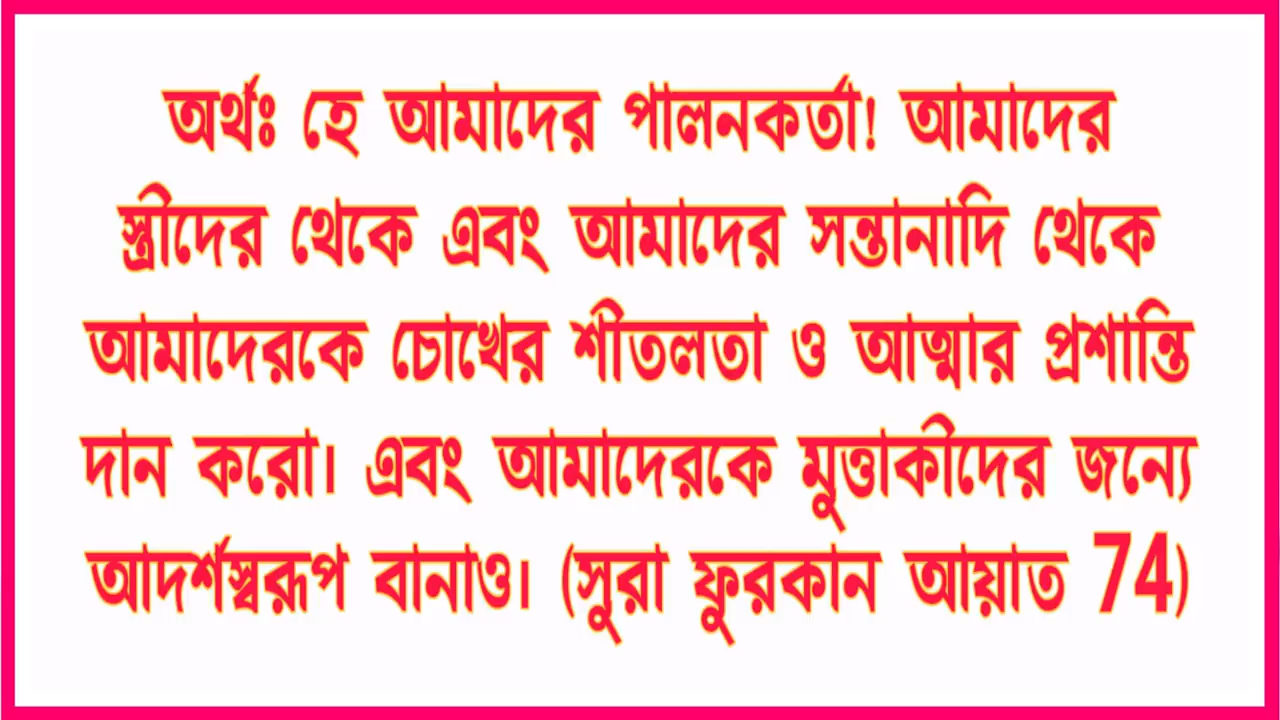 অর্থঃ হে আমাদের পালনকর্তা! আমাদের
স্ত্রীদের থেকে এবং আমাদের সন্তানাদি থেকে
আমাদেরকে চোখের শীতলতা ও আত্মার প্রশান্তি
দান করো। এবং আমাদেরকে মুত্তাকীদের জন্যে
আদর্শস্বরূপ বানাও। (সুরা ফুরকান আয়াত 74)